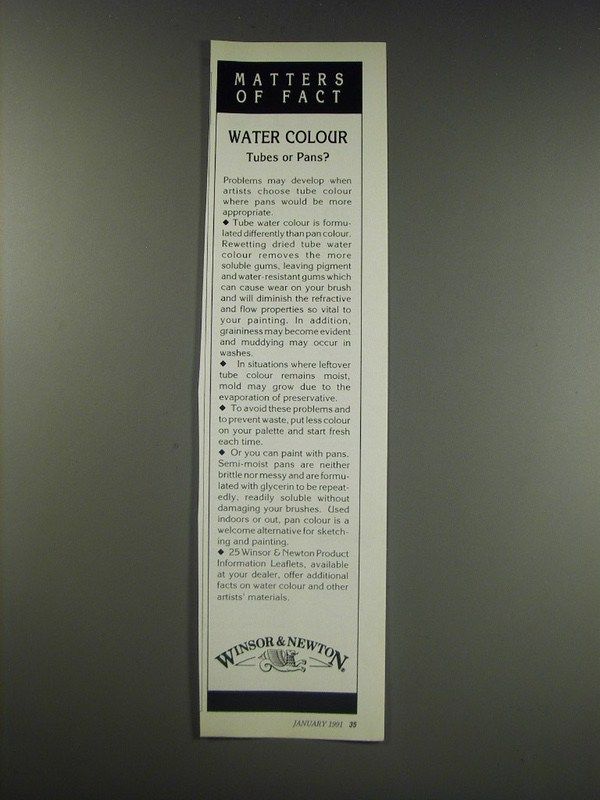 MATTERS
OF FACT
WATER COLOUR
Tubes or Pans?
Problems may develop when
artists choose tube colour
where pans would be more
appropriate.
◆ Tube water colour is formu-
lated differently than pan colour.
Rewetting dried tube water
colour removes the more
soluble gums, leaving pigment
and water-resistant gums which
can cause wear on your brush
and will diminish the refractive
and flow properties so vital to
your painting. In addition,
graininess may become evident
and muddying may occur in
washes.
◆ In situations where leftover
tube colour remains moist,
mold may grow due to the
evaporation of preservative.
◆ To avoid these problems and
to prevent waste, put less colour
on your palette and start fresh
each time.
◆ Or you can paint with pans.
Semi-moist pans are neither
brittle nor messy and are formu-
lated with glycerin to be repeat-
edly, readily soluble without
damaging your brushes. Used
indoors or out, pan colour is a
welcome alternative for sketch-
ing and painting.
◆ 25 Winsor & Newton Product
Information Leaflets, available
at your dealer, offer additional
facts on water colour and other
artists' materials.
WINSOR & NEWTON®
JANUARY 1991 35